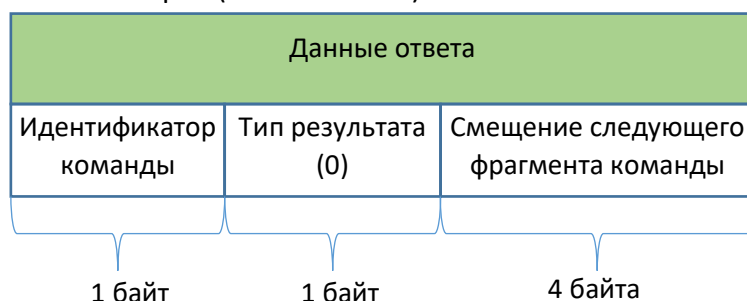 Данные ответа
Идентификатор команды
Тип результата (0)
Смещение следующего фрагмента команды
1 байт
1 байт
4 байта